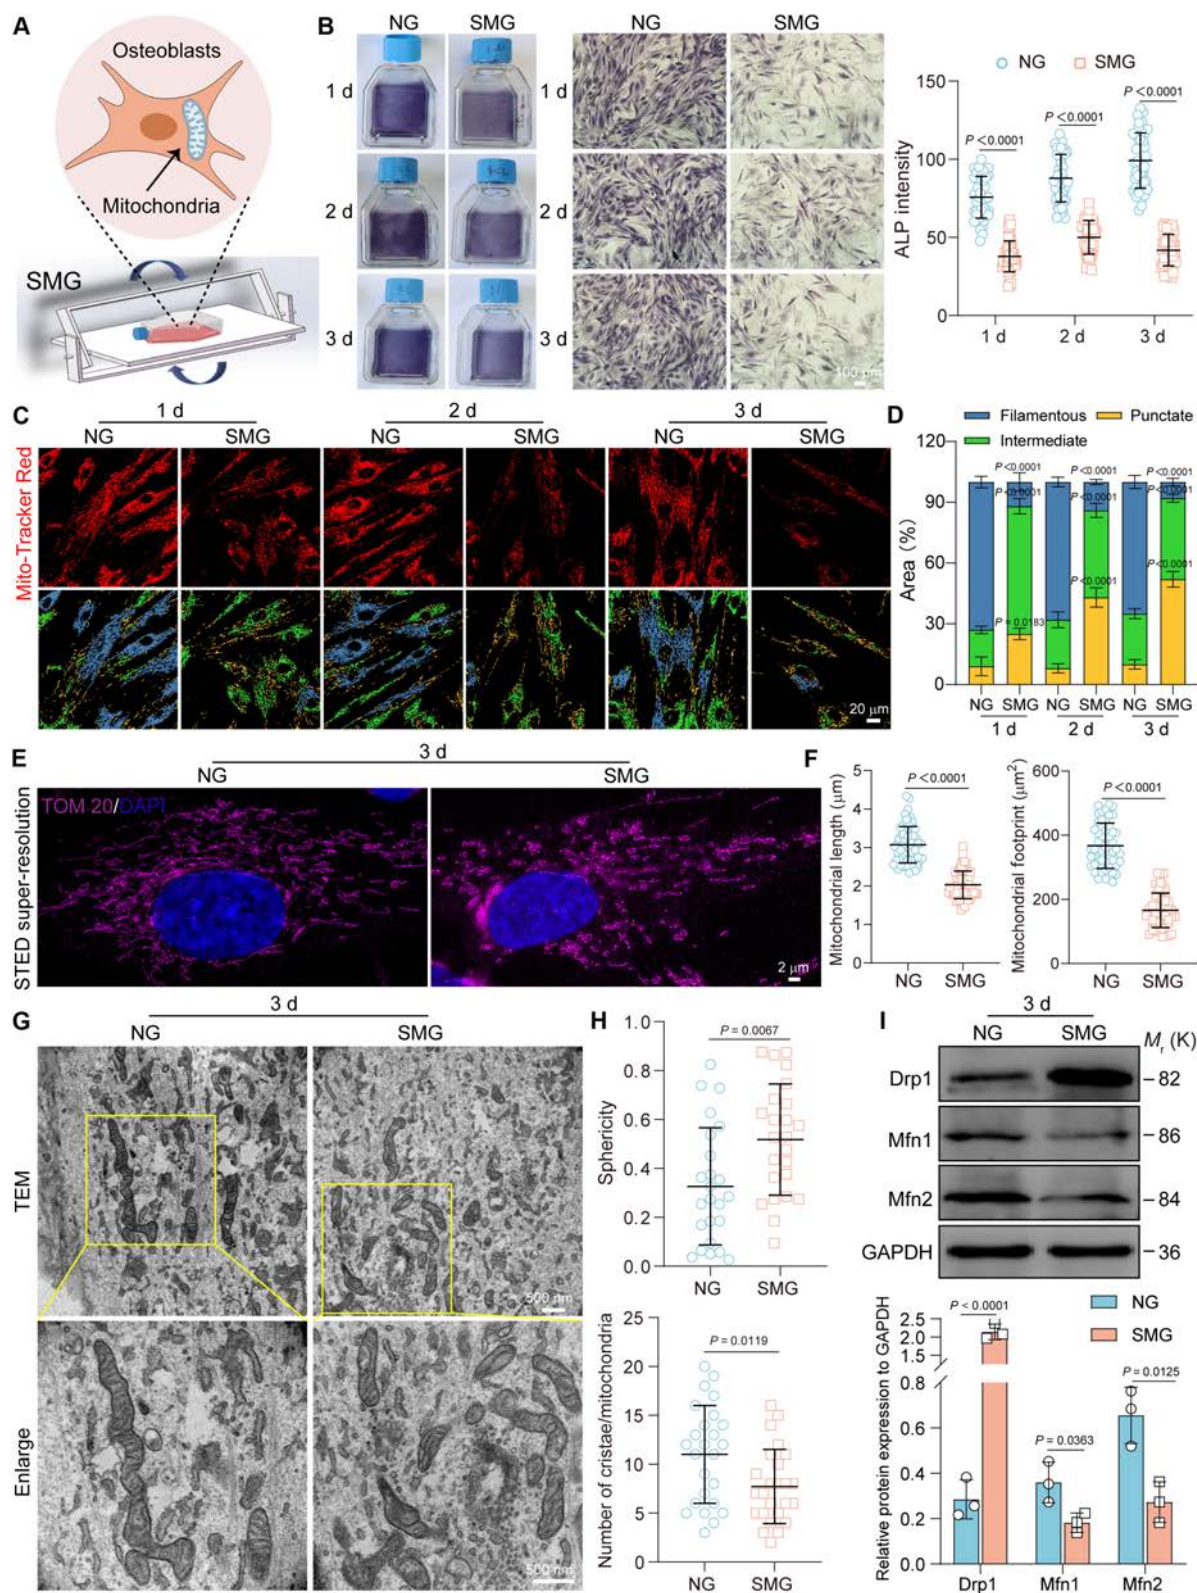 A
Osteoblasts
Mitochondria
SMG
B
NG SMG
1 d
2 d
3 d
NG SMG
1 d
2 d
3 d
100 μm
NG SMG
ALP intensity
150
100
50
0
P < 0.0001
P < 0.0001
P < 0.0001
1 d 2 d 3 d
C
1 d 2 d 3 d
NG SMG NG SMG NG SMG
Mito-Tracker Red
20 μm
D
Filamentous Punctate
Intermediate
Area (%)
120
90
60
30
0
P <0.0001 P <0.0001 P <0.0001
P <0.0001 P <0.0001 P <0.0001
P = 0.0183 P <0.0001 P <0.0001
NG SMG NG SMG NG SMG
1 d 2 d 3 d
E
3 d
NG SMG
STED super-resolution
TOM 20/DAPI
2 μm
F
Mitochondrial length (μm)
5
4
3
2
1
0
P < 0.0001
NG SMG
Mitochondrial footprint (μm²)
600
400
200
0
P < 0.0001
NG SMG
G
3 d
NG SMG
TEM
500 nm
Enlarge
500 nm
H
Sphericity
1.0
0.8
0.6
0.4
0.2
0.0
P = 0.0067
NG SMG
Number of cristae/mitochondria
25
20
15
10
5
0
P = 0.0119
NG SMG
I
3 d
NG SMG Mr (K)
Drp1 82
Mfn1 86
Mfn2 84
GAPDH 36
Relative protein expression to GAPDH
2.5
2.0
1.5
0.8
0.6
0.4
0.2
0.0
NG
SMG
P < 0.0001
P = 0.0363
P = 0.0125
Drp1 Mfn1 Mfn2